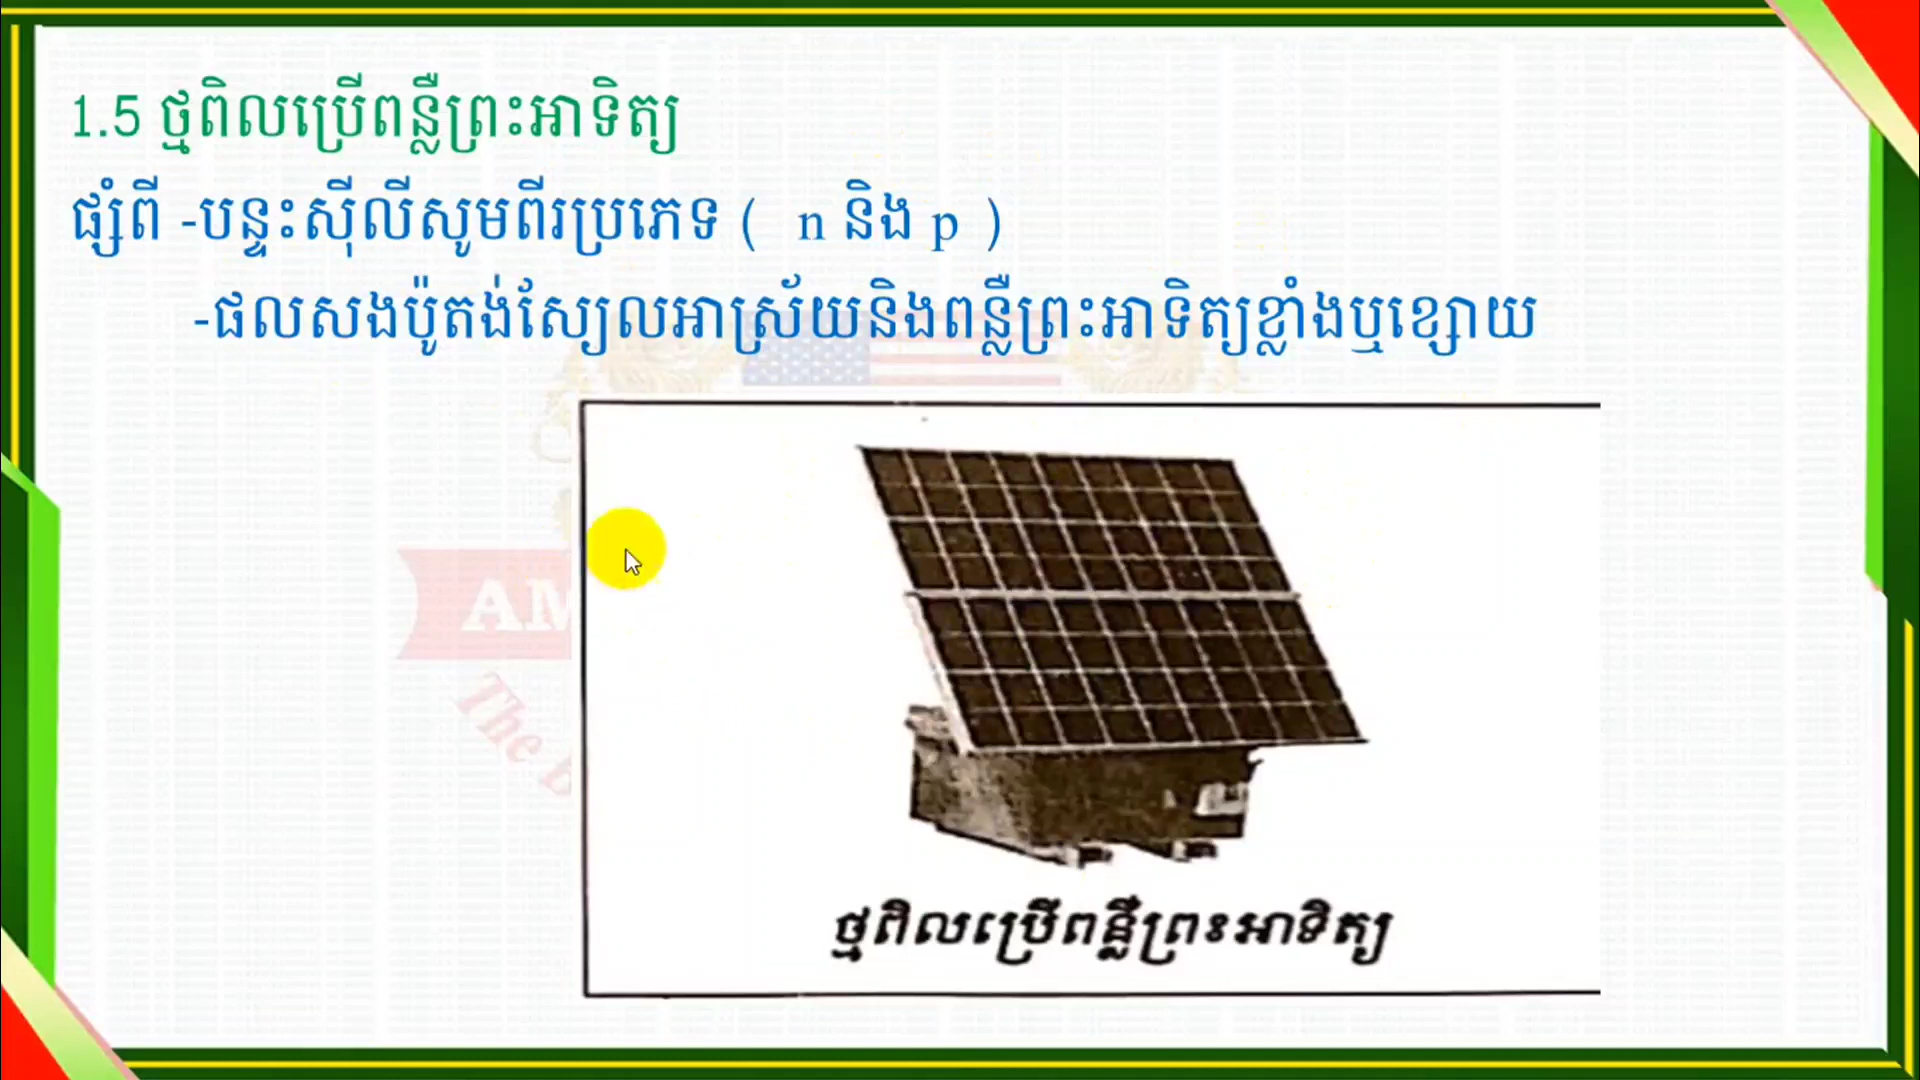 1.5 ថ្មពិលប្រើពន្លឺព្រះអាទិត្យ
ផ្សំពី -បន្ទះស៊ីលីសូមពីរប្រភេទ ( n និង p )
-ផលសងប៉ូតង់ស្យែលអាស្រ័យនិងពន្លឺព្រះអាទិត្យខ្លាំងឬខ្សោយ
AM
The B
ថ្មពិលប្រើពន្លឺព្រះអាទិត្យ